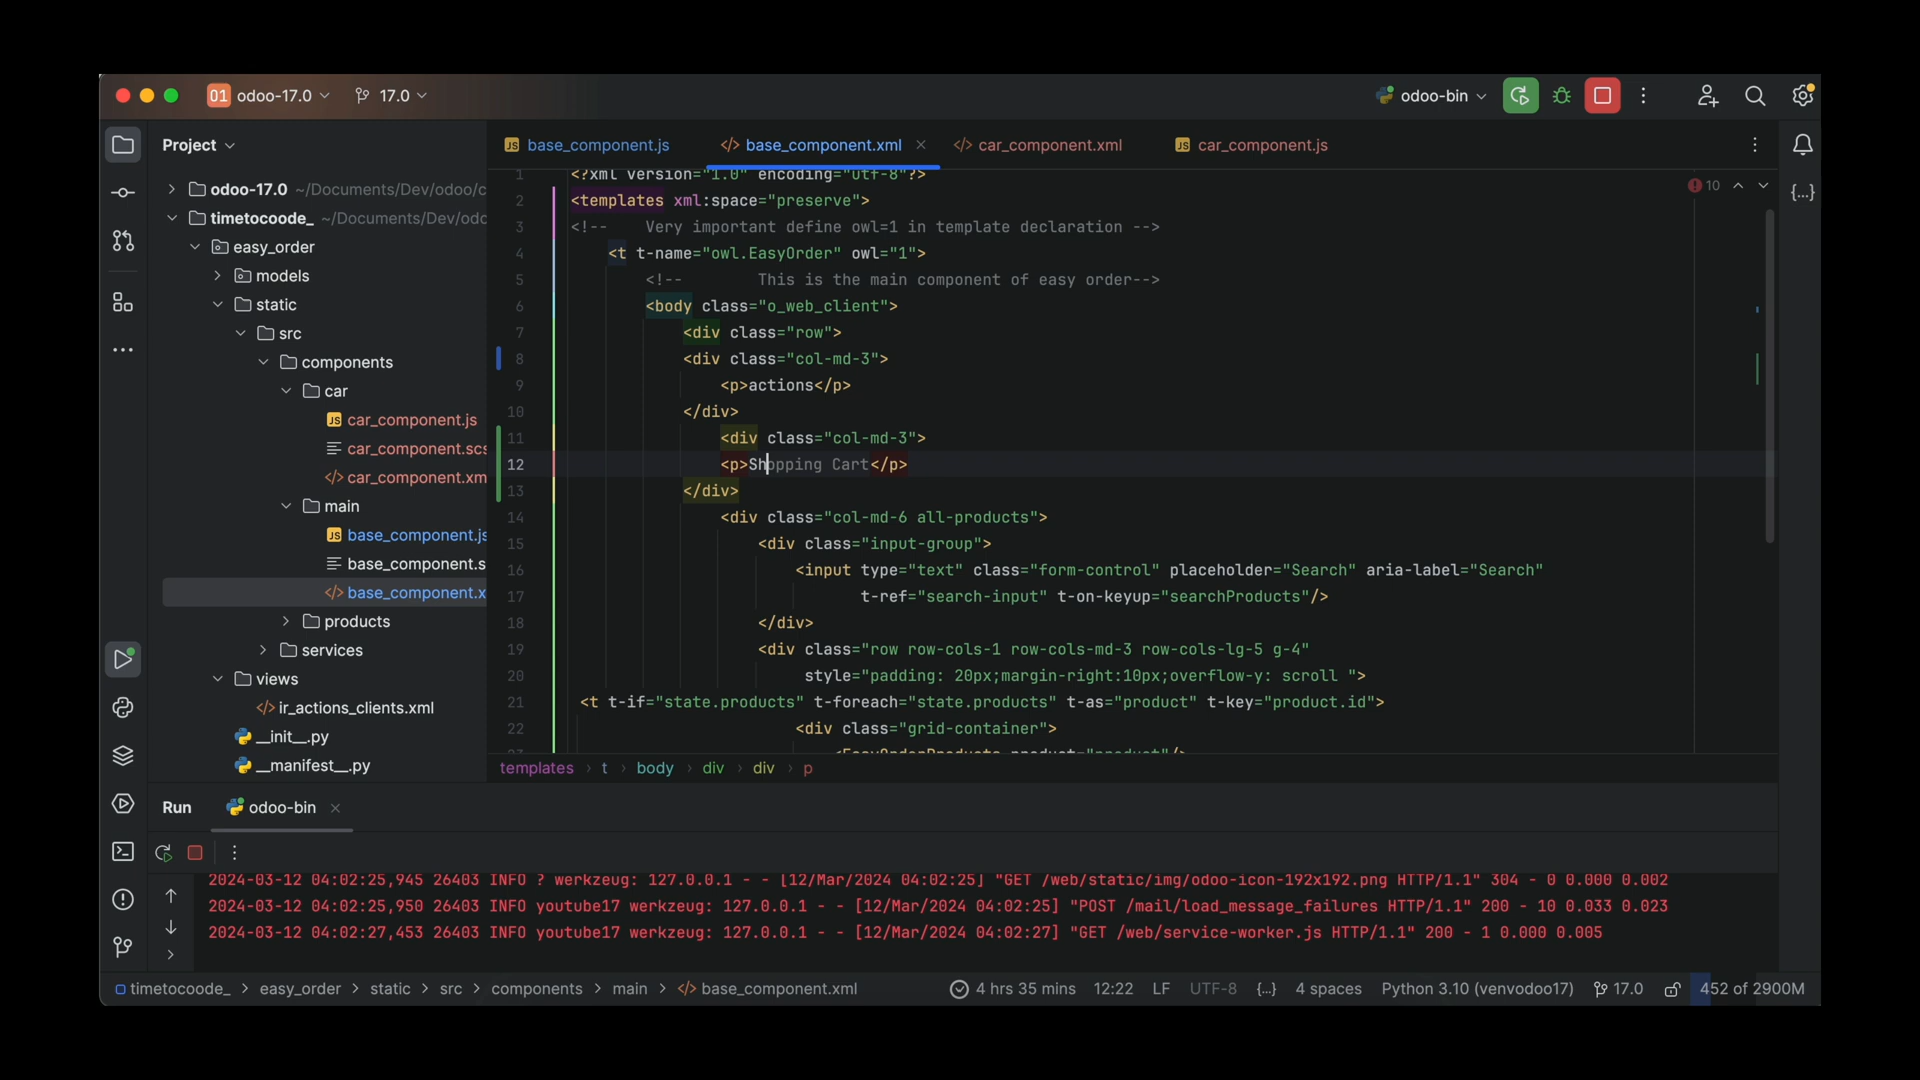 01 odoo-17.0 17.0 odoo-bin
Project
odoo-17.0 ~/Documents/Dev/odoo/c
timetocoode_ ~/Documents/Dev/odo
easy_order
models
static
src
components
car
car_component.js
car_component.scs
car_component.xm
main
base_component.js
base_component.s
base_component.x
products
services
views
ir_actions_clients.xml
__init__.py
__manifest__.py
base_component.js base_component.xml car_component.xml car_component.js
10
1 <?xml version="1.0" encoding="utf-8"?>
2 <templates xml:space="preserve">
3 <!-- Very important define owl=1 in template declaration -->
4 <t t-name="owl.EasyOrder" owl="1">
5 <!-- This is the main component of easy order-->
6 <body class="o_web_client">
7 <div class="row">
8 <div class="col-md-3">
9 <p>actions</p>
10 </div>
11 <div class="col-md-3">
12 <p>Shopping Cart</p>
13 </div>
14 <div class="col-md-6 all-products">
15 <div class="input-group">
16 <input type="text" class="form-control" placeholder="Search" aria-label="Search"
17 t-ref="search-input" t-on-keyup="searchProducts"/>
18 </div>
19 <div class="row row-cols-1 row-cols-md-3 row-cols-lg-5 g-4"
20 style="padding: 20px;margin-right:10px;overflow-y: scroll ">
21 <t t-if="state.products" t-foreach="state.products" t-as="product" t-key="product.id">
22 <div class="grid-container">
23 <EasyOrderProducts product="product"/>
templates › t › body › div › div › p
Run odoo-bin
2024-03-12 04:02:25,945 26403 INFO ? werkzeug: 127.0.0.1 - - [12/Mar/2024 04:02:25] "GET /web/static/img/odoo-icon-192x192.png HTTP/1.1" 304 - 0 0.000 0.002
2024-03-12 04:02:25,950 26403 INFO youtube17 werkzeug: 127.0.0.1 - - [12/Mar/2024 04:02:25] "POST /mail/load_message_failures HTTP/1.1" 200 - 10 0.033 0.023
2024-03-12 04:02:27,453 26403 INFO youtube17 werkzeug: 127.0.0.1 - - [12/Mar/2024 04:02:27] "GET /web/service-worker.js HTTP/1.1" 200 - 1 0.000 0.005
timetocoode_ > easy_order > static > src > components > main > base_component.xml 4 hrs 35 mins 12:22 LF UTF-8 {...} 4 spaces Python 3.10 (venvodoo17) 17.0 452 of 2900M